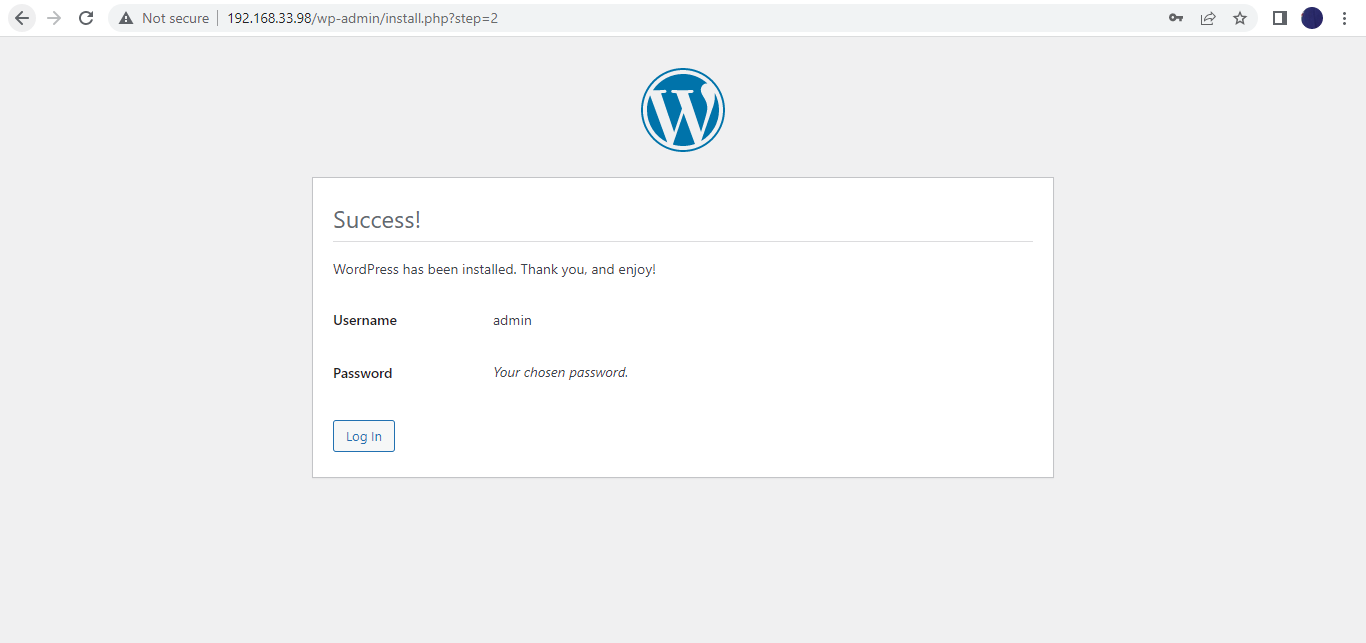 Not secure 192.168.33.98/wp-admin/install.php?step=2
W
Success!
WordPress has been installed. Thank you, and enjoy!
Username admin
Password Your chosen password.
Log In